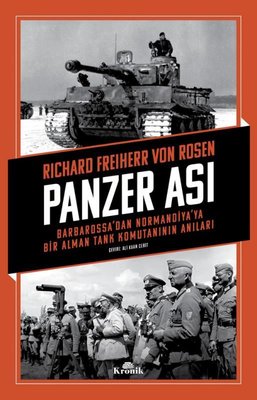 RICHARD FREIHERR VON ROSEN
PANZER ASI
BARBAROSSA'DAN NORMANDİYA'YA
BİR ALMAN TANK KOMUTANININ ANILARI
ÇEVİRİ: ALİ KAAN CERİT
Kronik